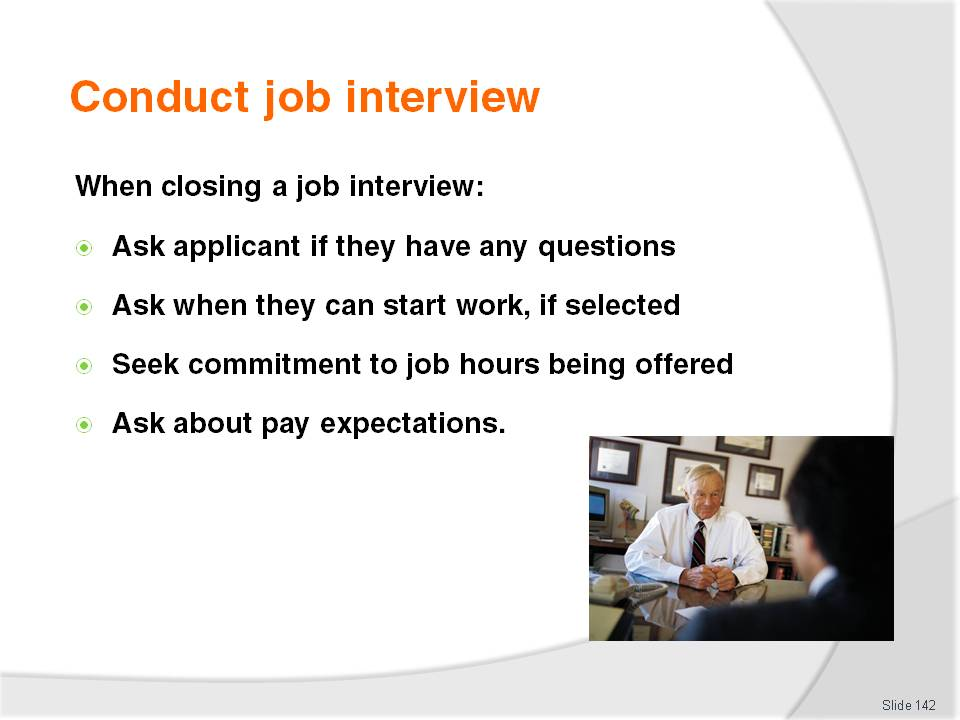 Conduct job interview
When closing a job interview:
Ask applicant if they have any questions
Ask when they can start work, if selected
Seek commitment to job hours being offered
Ask about pay expectations.
Slide 142